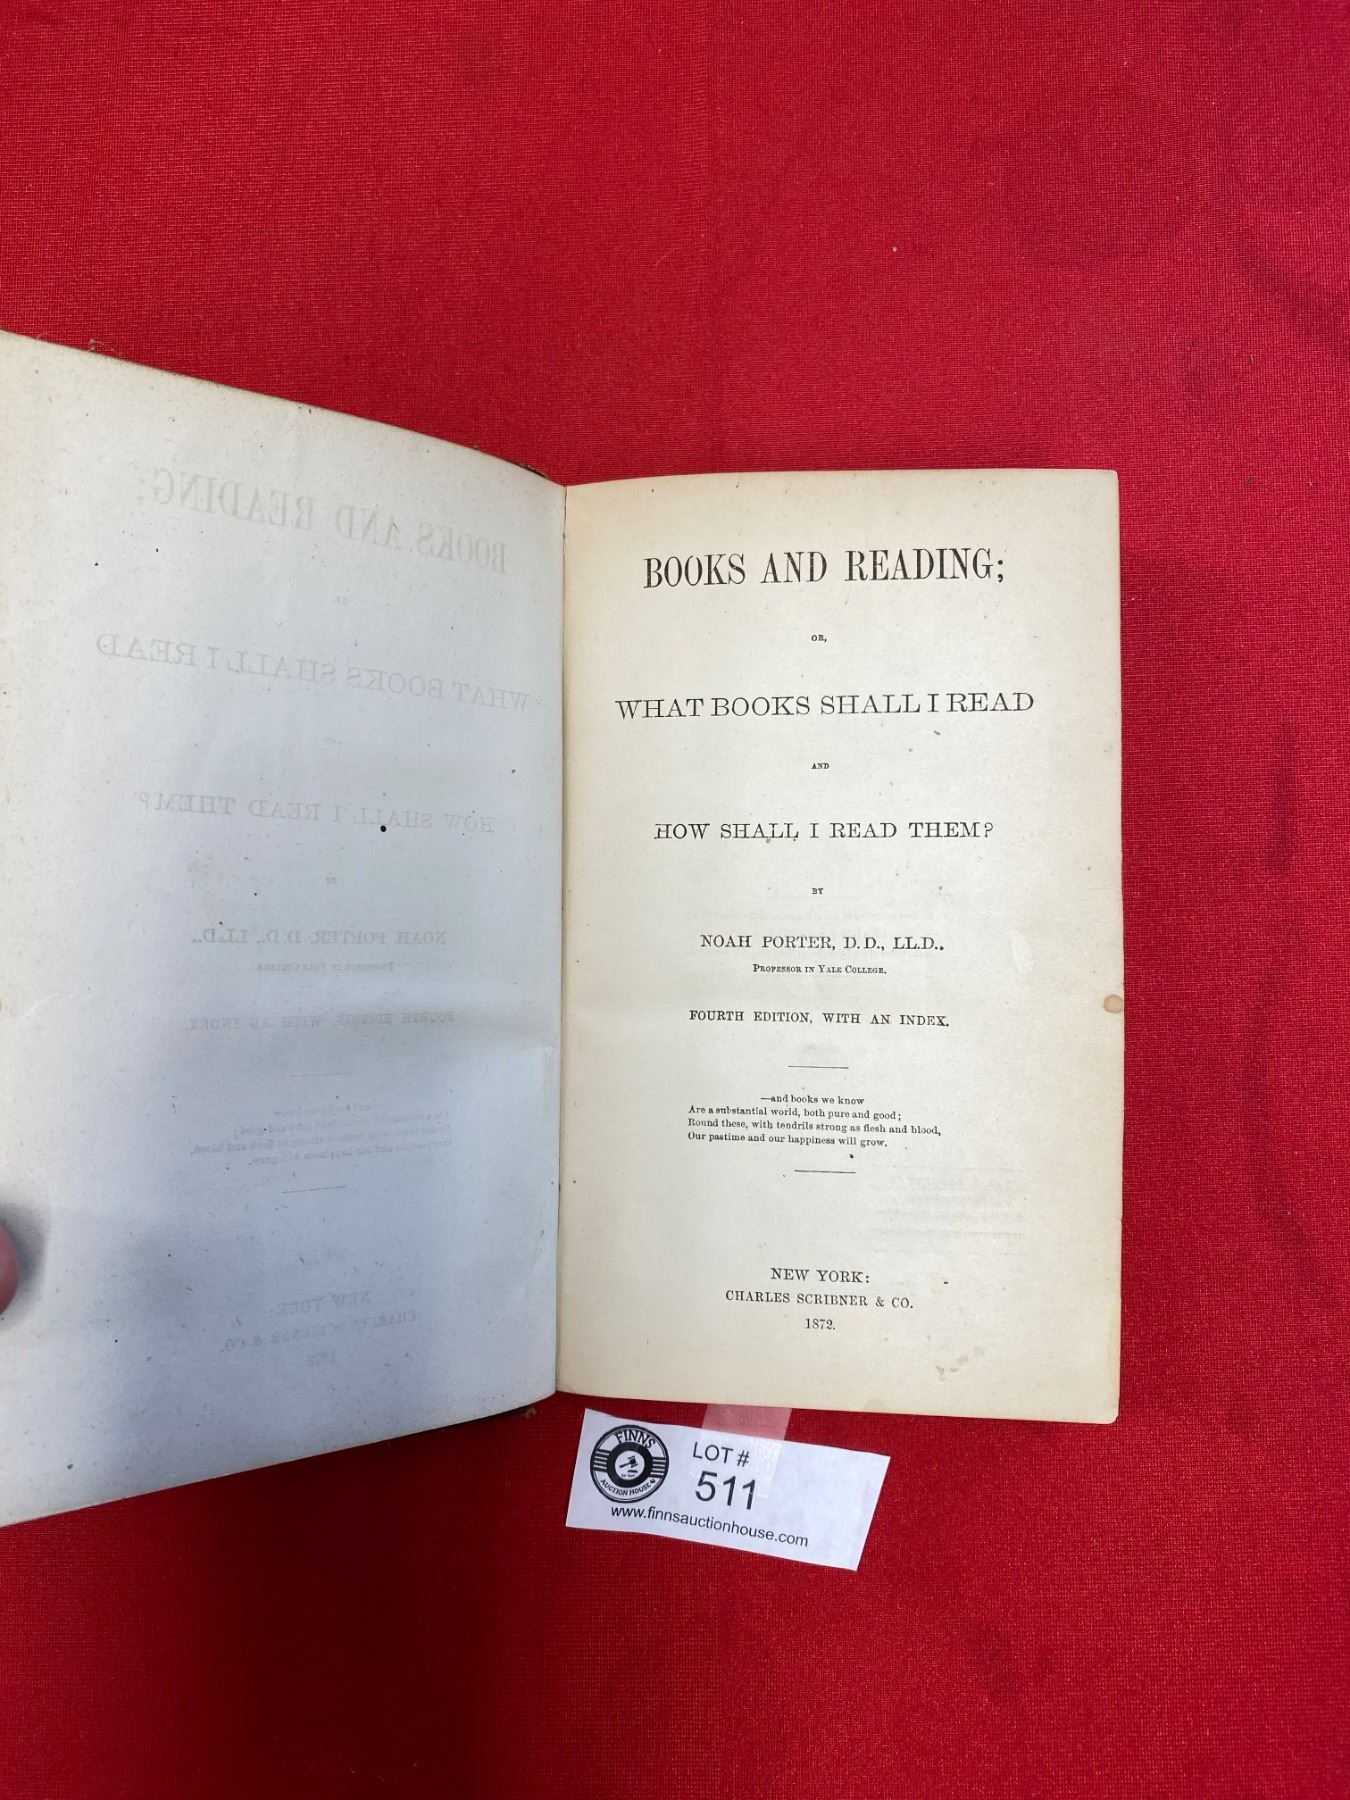 BOOKS AND READING;
OR,
WHAT BOOKS SHALL I READ
AND
HOW SHALL I READ THEM?
BY
NOAH PORTER, D.D., LL.D..
PROFESSOR IN YALE COLLEGE.
FOURTH EDITION, WITH AN INDEX.
—and books we know
Are a substantial world, both pure and good;
Round these, with tendrils strong as flesh and blood,
Our pastime and our happiness will grow.
NEW YORK:
CHARLES SCRIBNER & CO.
1872.
FINNS
AUCTION HOUSE
LOT #
511
www.finnsauctionhouse.com